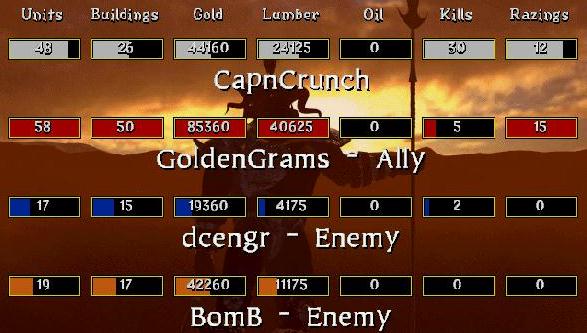 Units Buildings Gold Lumber Oil Kills Razings
48 26 44160 24125 0 30 12
CapnCrunch
58 50 85360 40625 0 5 15
GoldenGrams - Ally
17 15 19360 4175 0 2 0
dcengr - Enemy
19 17 42260 11175 0 0 0
BomB - Enemy